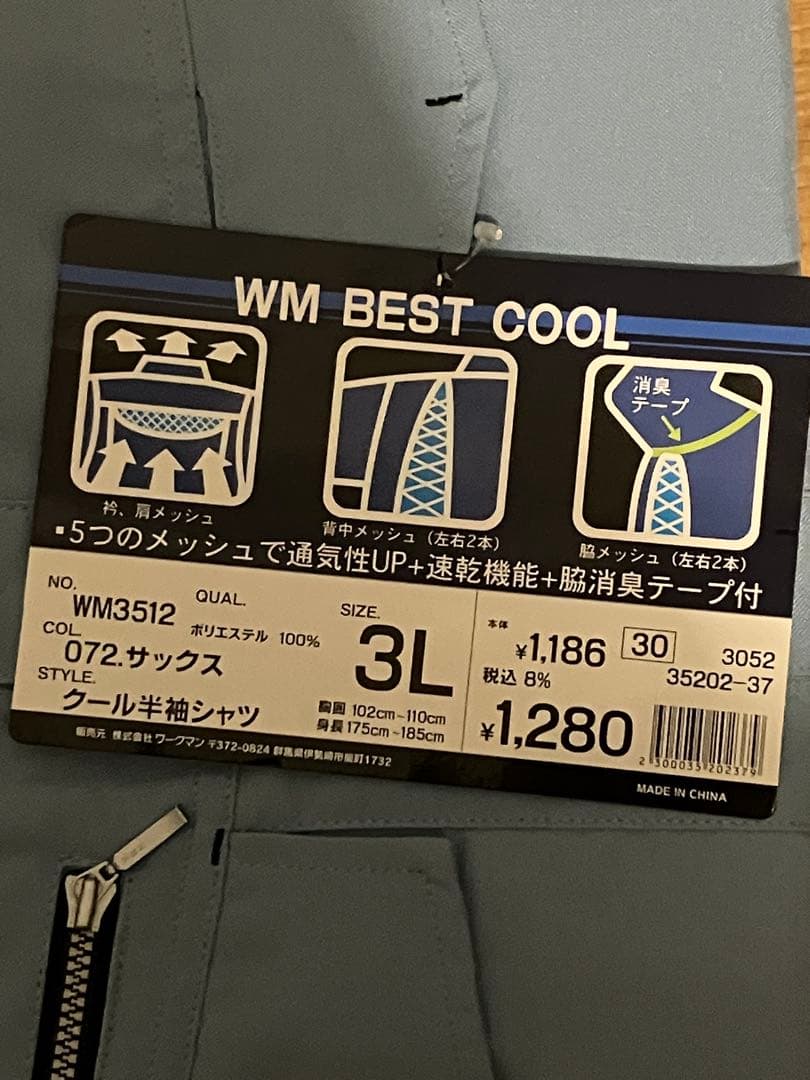 WM BEST COOL
消臭
テープ
衿、肩メッシュ
背中メッシュ（左右2本）
脇メッシュ（左右2本）
▪5つのメッシュで通気性UP+速乾機能+脇消臭テープ付
NO.
WM3512
QUAL.
ポリエステル 100%
COL.
072.サックス
STYLE.
クール半袖シャツ
SIZE.
3L
胸囲 102cm~110cm
身長 175cm~185cm
本体
¥1,186
30
3052
税込 8%
35202-37
¥1,280
2 300035 202379
販売元 株式会社 ワークマン 〒372-0824 群馬県伊勢崎市柴町1732
MADE IN CHINA